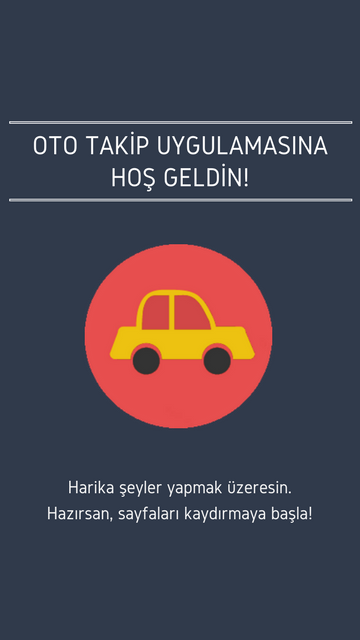 OTO TAKİP UYGULAMASINA
HOŞ GELDİN!
Harika şeyler yapmak üzeresin.
Hazırsan, sayfaları kaydırmaya başla!